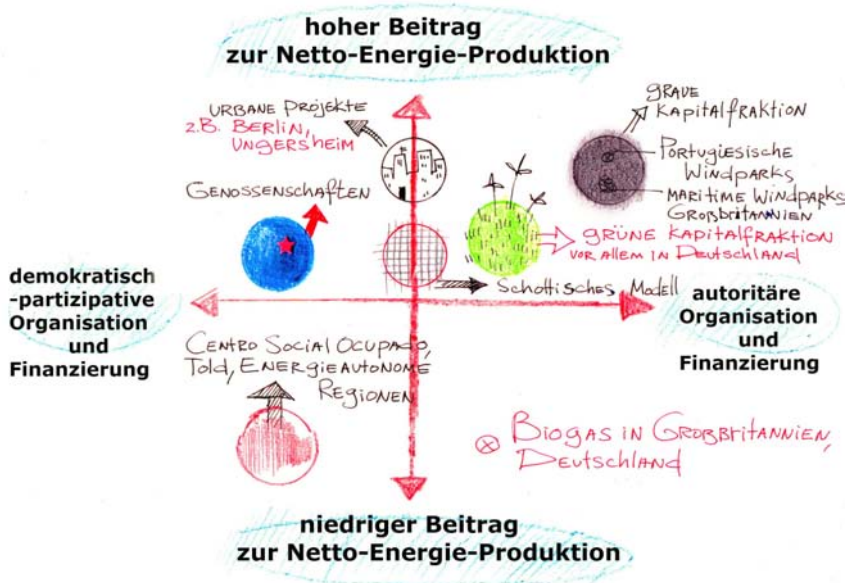 hoher Beitrag
zur Netto-Energie-Produktion
URBANE PROJEKTE
z.B. BERLIN,
UNGERSHEIM
GRAUE
KAPITALFRAKTION
PORTUGIESISCHE
WINDPARKS
MARITIME WINDPARKS
GROßBRITANNIEN
GENOSSENSCHAFTEN
GRÜNE KAPITALFRAKTION
VOR ALLEM IN DEUTSCHLAND
SCHOTTISCHES MODELL
demokratisch
-partizipative
Organisation
und
Finanzierung
autoritäre
Organisation
und
Finanzierung
CENTRO SOCIAL OCUPADO,
TOLD, ENERGIEAUTONOME
REGIONEN
BIOGAS IN GROßBRITANNIEN,
DEUTSCHLAND
niedriger Beitrag
zur Netto-Energie-Produktion